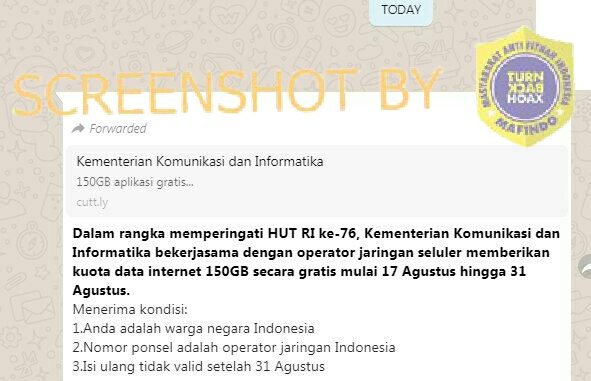 TODAY
SCREENSHOT BY
MASYARAKAT ANTI FITNAH INDONESIA
TURN
BACK
HOAX
MAFINDO
Forwarded
Kementerian Komunikasi dan Informatika
150GB aplikasi gratis...
cutt.ly
Dalam rangka memperingati HUT RI ke-76, Kementerian Komunikasi dan
Informatika bekerjasama dengan operator jaringan seluler memberikan
kuota data internet 150GB secara gratis mulai 17 Agustus hingga 31
Agustus.
Menerima kondisi:
1.Anda adalah warga negara Indonesia
2.Nomor ponsel adalah operator jaringan Indonesia
3.Isi ulang tidak valid setelah 31 Agustus